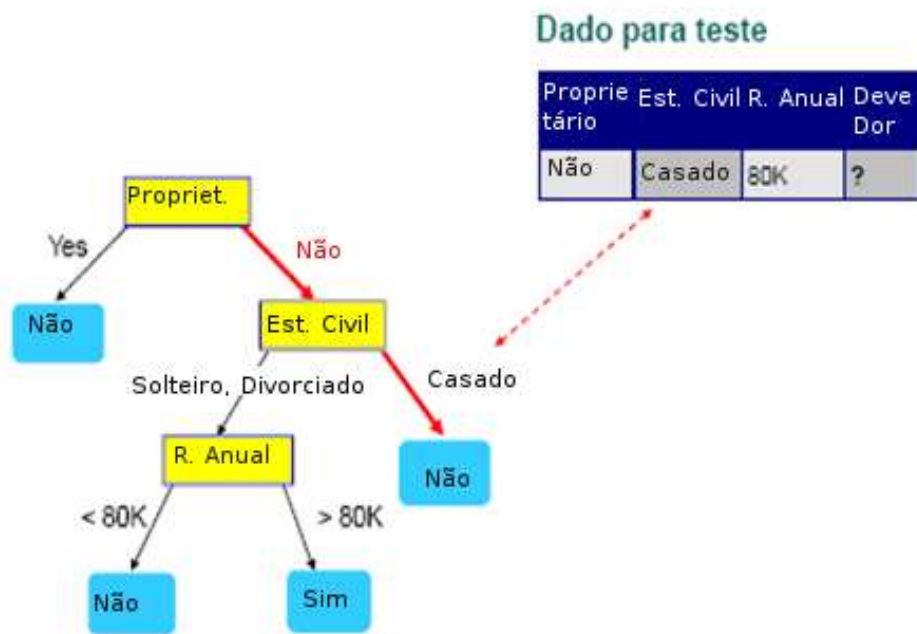 Dado para teste
Proprie
tário
Est. Civil
R. Anual
Deve
Dor
Não
Casado
80K
?
Propriet.
Yes
Não
Não
Est. Civil
Solteiro, Divorciado
Casado
R. Anual
Não
< 80K
> 80K
Não
Sim